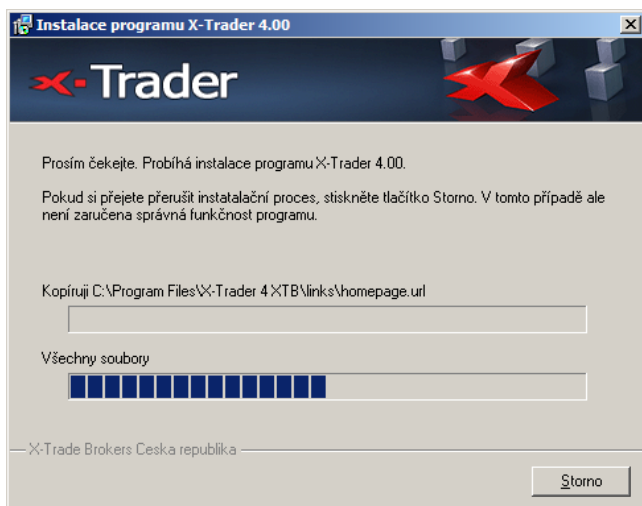 Instalace programu X-Trader 4.00
x-Trader
Prosím čekejte. Probíhá instalace programu X-Trader 4.00.
Pokud si přejete přerušit instatalační proces, stiskněte tlačítko Storno. V tomto případě ale
není zaručena správná funkčnost programu.
Kopíruji C:\Program Files\X-Trader 4 XTB\links\homepage.url
Všechny soubory
X-Trade Brokers Ceska republika
Storno